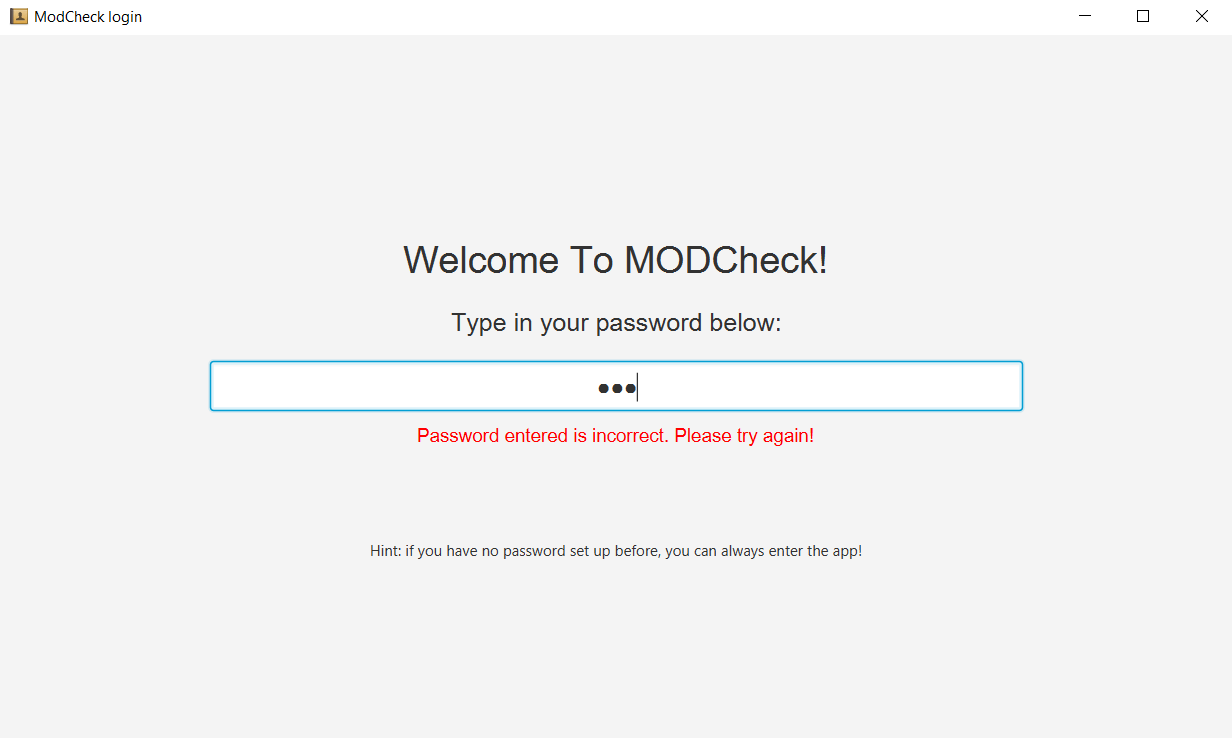 ModCheck login
Welcome To MODCheck!
Type in your password below:
●●●
Password entered is incorrect. Please try again!
Hint: if you have no password set up before, you can always enter the app!